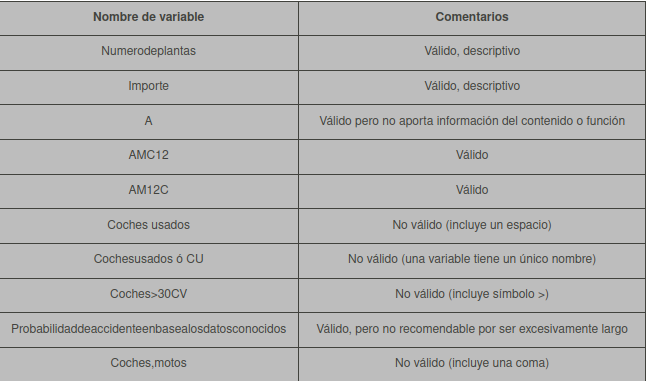 Nombre de variable Comentarios
Numerodeplantas Válido, descriptivo
Importe Válido, descriptivo
A Válido pero no aporta información del contenido o función
AMC12 Válido
AM12C Válido
Coches usados No válido (incluye un espacio)
Cochesusados ó CU No válido (una variable tiene un único nombre)
Coches>30CV No válido (incluye símbolo >)
Probabilidaddeaccidenteenbasealosdatosconocidos Válido, pero no recomendable por ser excesivamente largo
Coches,motos No válido (incluye una coma)